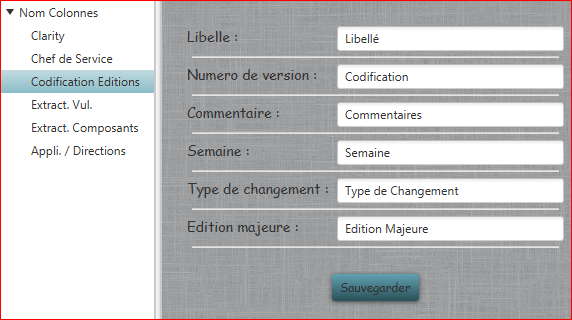 Nom Colonnes
Clarity
Chef de Service
Codification Editions
Extract. Vul.
Extract. Composants
Appli. / Directions
Libelle : Libellé
Numero de version : Codification
Commentaire : Commentaires
Semaine : Semaine
Type de changement : Type de Changement
Edition majeure : Edition Majeure
Sauvegarder